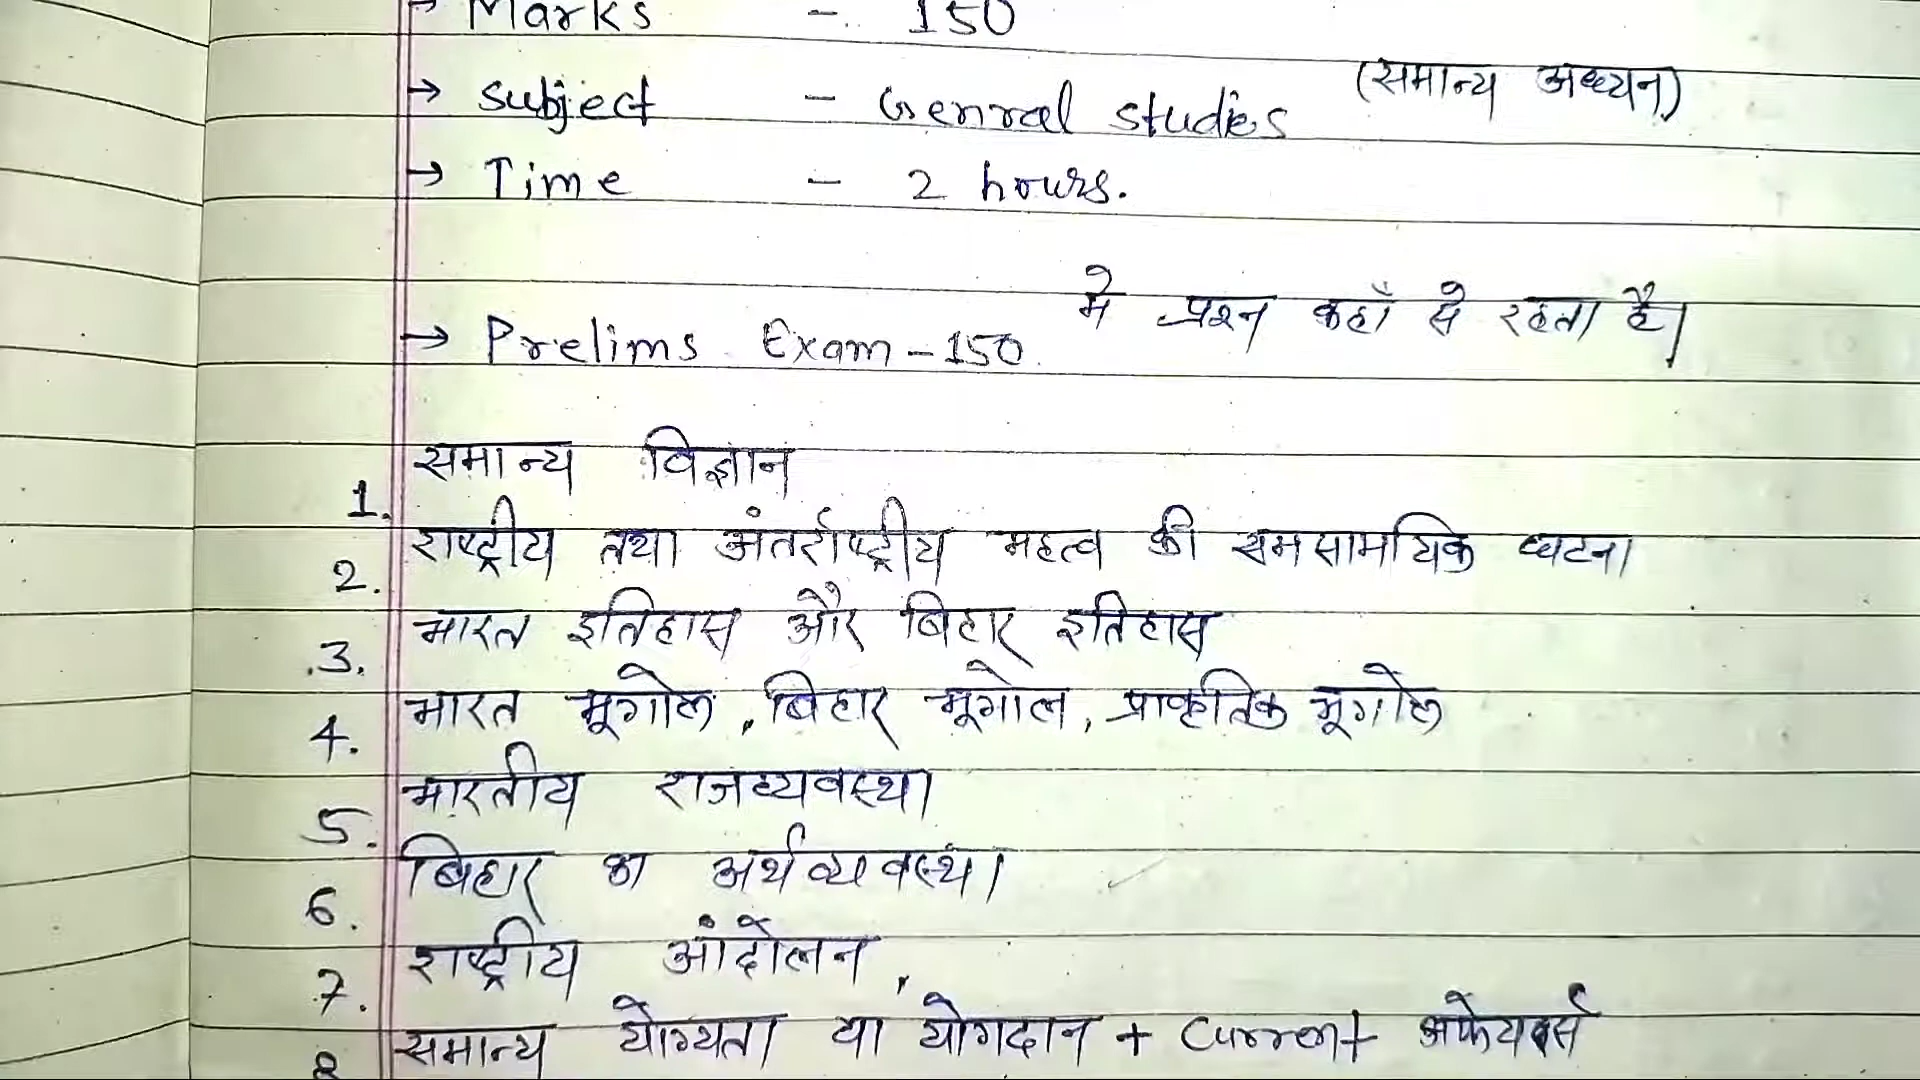 → Marks - 150
→ Subject - Genral studies (समान्य अध्यन)
→ Time - 2 hours.
→ Prelims Exam - 150 मे प्रश्न कहाँ से रहता है।
1. समान्य विज्ञान
2. राष्ट्रीय तथा अंतर्राष्ट्रीय महत्व की समसामयिक घटना
3. भारत इतिहास और बिहार इतिहास
4. भारत भूगोल, बिहार भूगोल, प्राकृतिक भूगोल
5. भारतीय राजव्यवस्था
6. बिहार का अर्थव्यवस्था
7. राष्ट्रीय आंदोलन,
8 समान्य योग्यता या योगदान + Current अफेयर्स